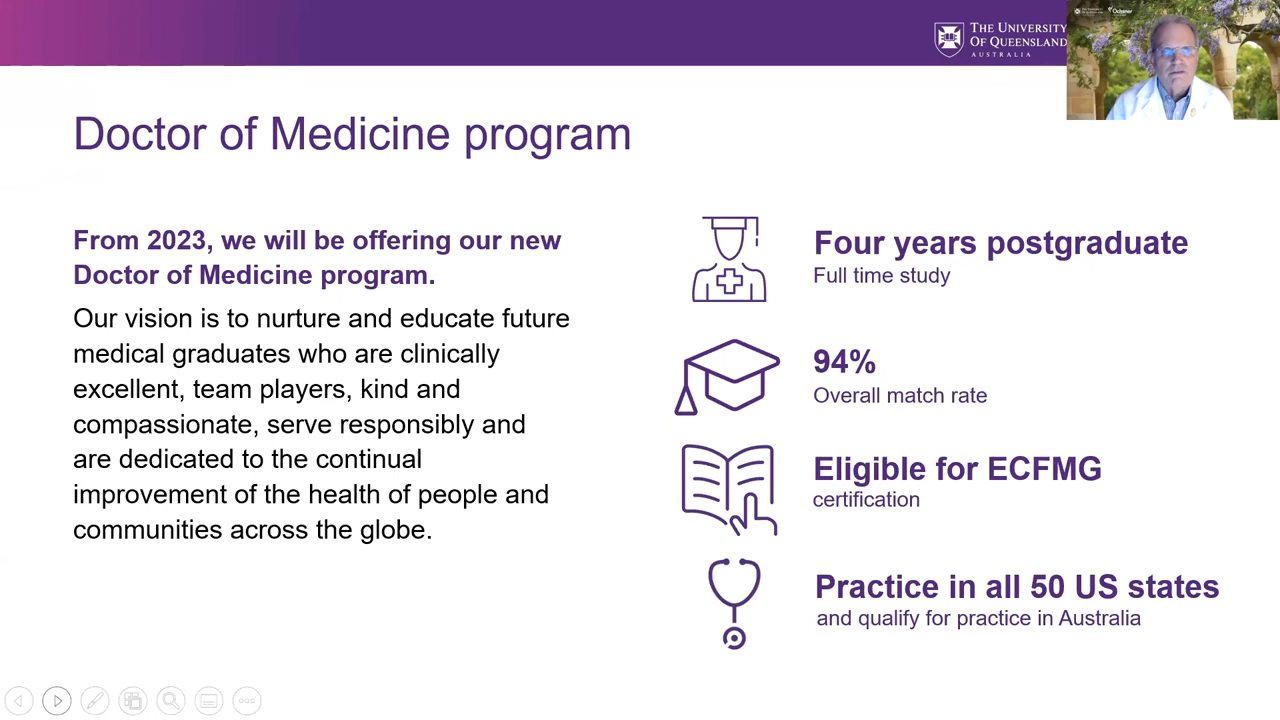 THE UNIVERSITY
OF QUEENSLAND
AUSTRALIA
Ochsner
Doctor of Medicine program
From 2023, we will be offering our new
Doctor of Medicine program.
Our vision is to nurture and educate future
medical graduates who are clinically
excellent, team players, kind and
compassionate, serve responsibly and
are dedicated to the continual
improvement of the health of people and
communities across the globe.
Four years postgraduate
Full time study
94%
Overall match rate
Eligible for ECFMG
certification
Practice in all 50 US states
and qualify for practice in Australia